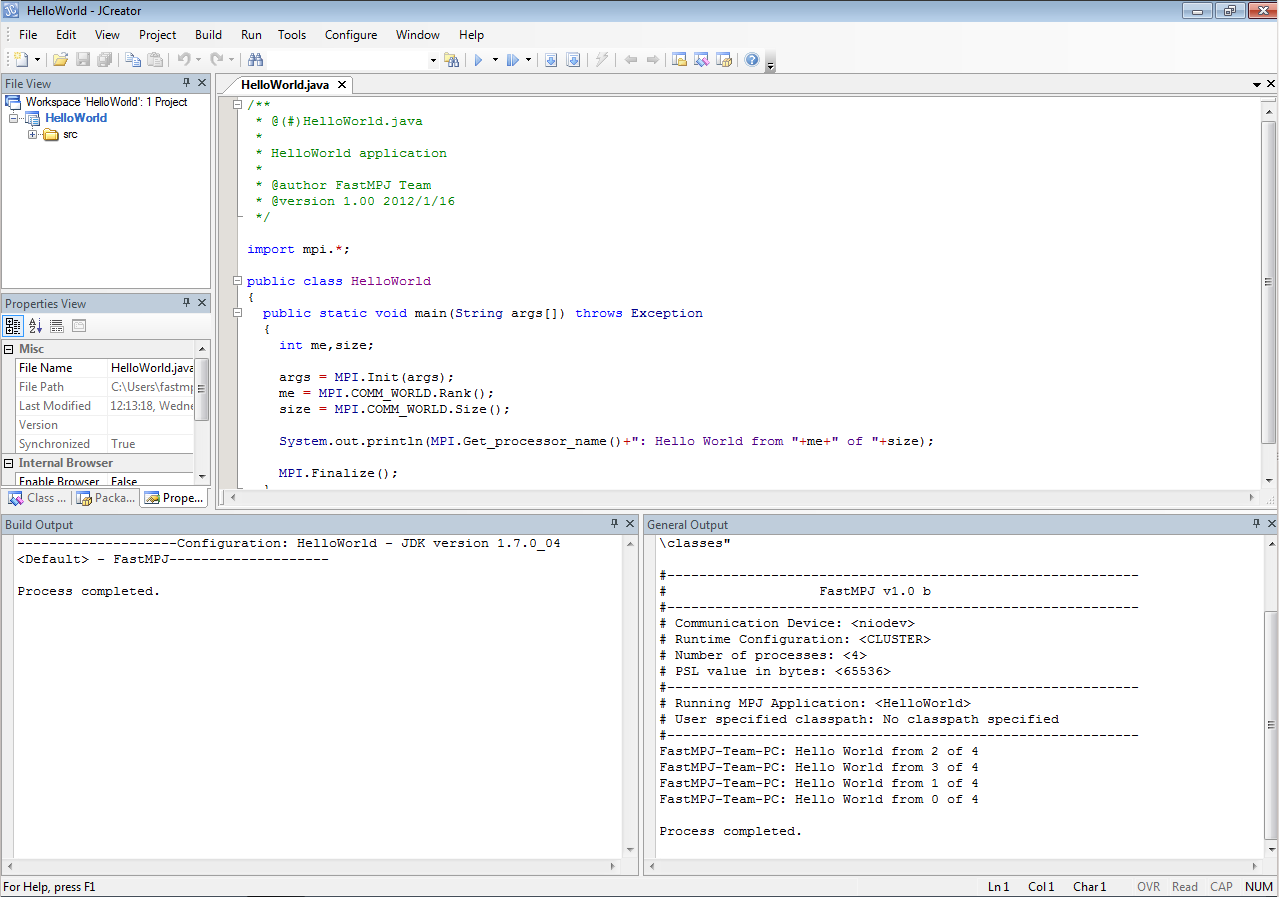 HelloWorld - JCreator
File Edit View Project Build Run Tools Configure Window Help
File View
Workspace 'HelloWorld': 1 Project
HelloWorld
src
Properties View
Misc
File Name HelloWorld.java
File Path C:\Users\fastmp
Last Modified 12:13:18, Wedne
Version
Synchronized True
Internal Browser
Enable Browser False
Class ... Packa... Prope...
HelloWorld.java
/**
* @(#)HelloWorld.java
*
* HelloWorld application
*
* @author FastMPJ Team
* @version 1.00 2012/1/16
*/
import mpi.*;
public class HelloWorld
{
public static void main(String args[]) throws Exception
{
int me,size;
args = MPI.Init(args);
me = MPI.COMM_WORLD.Rank();
size = MPI.COMM_WORLD.Size();
System.out.println(MPI.Get_processor_name()+": Hello World from "+me+" of "+size);
MPI.Finalize();
Build Output
--------------------Configuration: HelloWorld - JDK version 1.7.0_04
<Default> - FastMPJ--------------------
Process completed.
General Output
\classes"
#-----------------------------------------------------------
# FastMPJ v1.0 b
#-----------------------------------------------------------
# Communication Device: <niodev>
# Runtime Configuration: <CLUSTER>
# Number of processes: <4>
# PSL value in bytes: <65536>
#-----------------------------------------------------------
# Running MPJ Application: <HelloWorld>
# User specified classpath: No classpath specified
#-----------------------------------------------------------
FastMPJ-Team-PC: Hello World from 2 of 4
FastMPJ-Team-PC: Hello World from 3 of 4
FastMPJ-Team-PC: Hello World from 1 of 4
FastMPJ-Team-PC: Hello World from 0 of 4
Process completed.
For Help, press F1
Ln 1 Col 1 Char 1 OVR Read CAP NUM